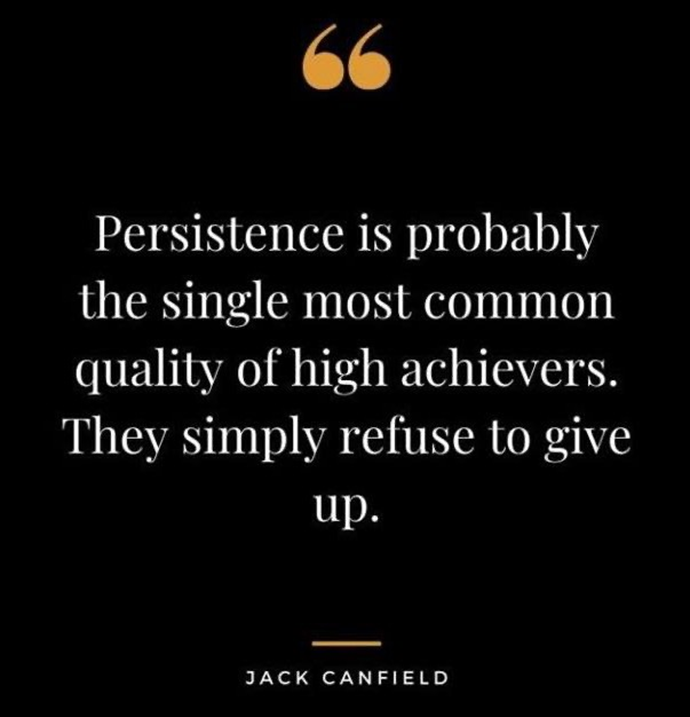 “
Persistence is probably
the single most common
quality of high achievers.
They simply refuse to give
up.
JACK CANFIELD